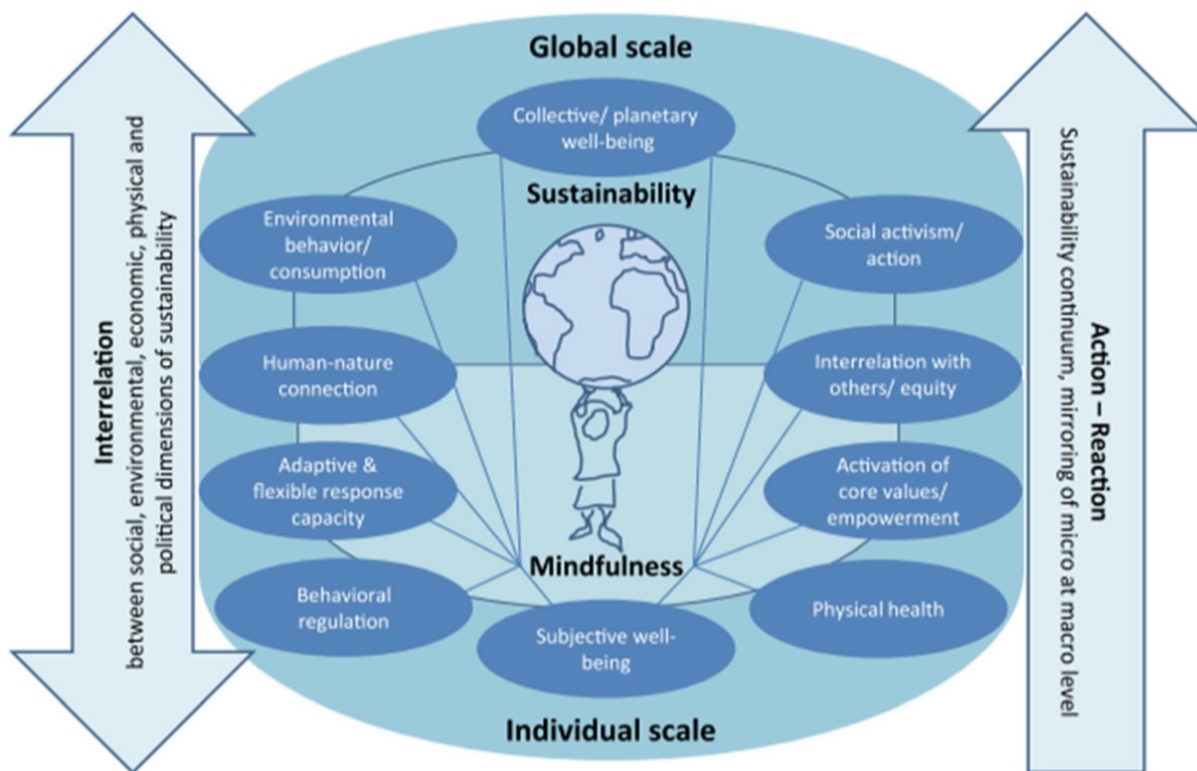 Global scale
Collective/ planetary
well-being
Sustainability
Environmental
behavior/
consumption
Social activism/
action
Human-nature
connection
Interrelation with
others/ equity
Adaptive &
flexible response
capacity
Activation of
core values/
empowerment
Mindfulness
Behavioral
regulation
Subjective well-
being
Physical health
Individual scale
Interrelation
between social, environmental, economic, physical and
political dimensions of sustainability
Action – Reaction
Sustainability continuum, mirroring of micro at macro level